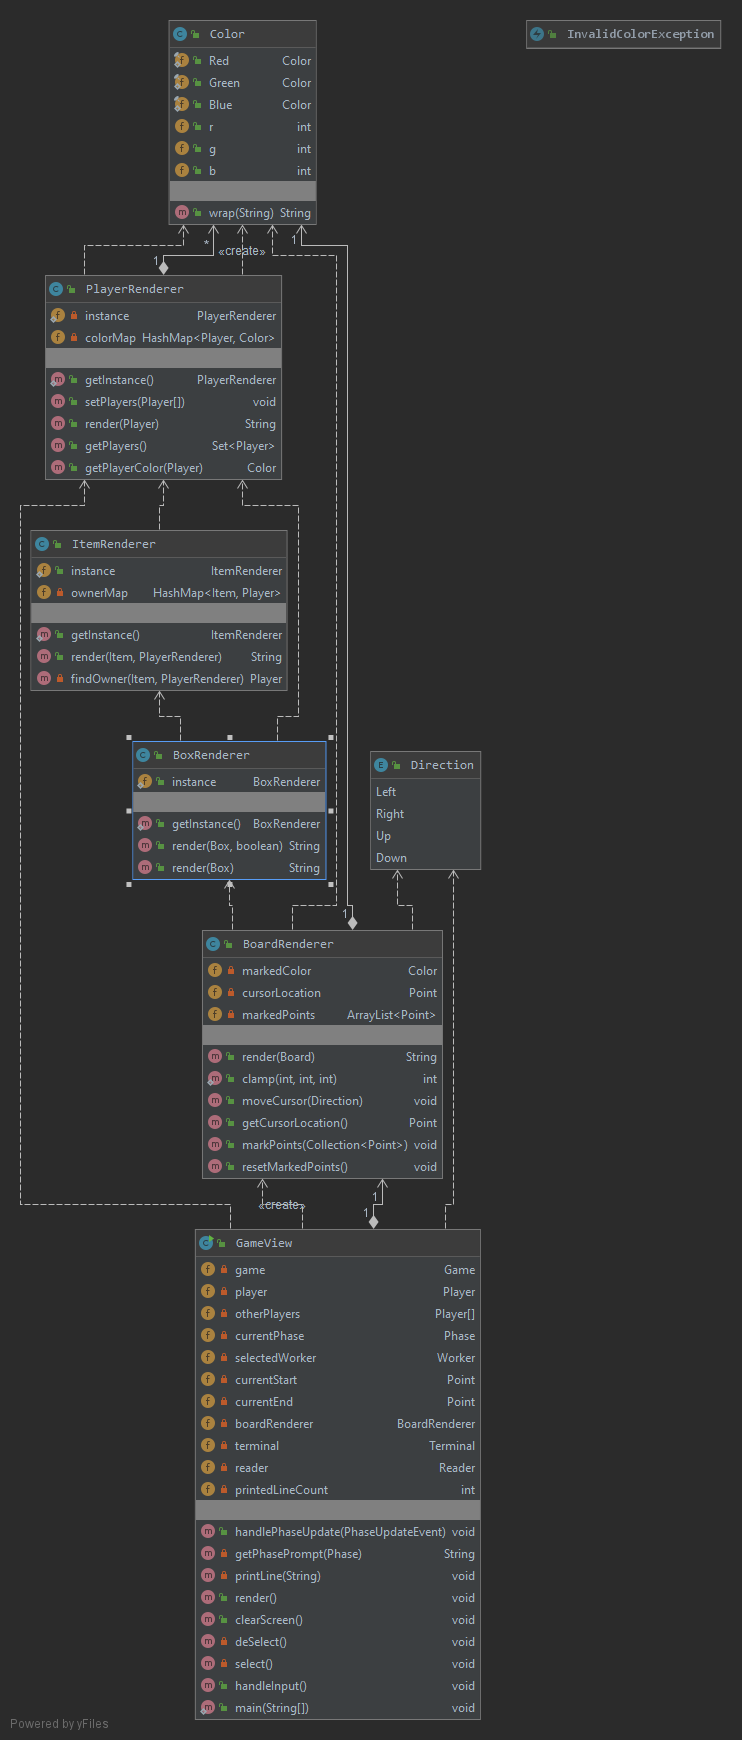 Color
Red Color
Green Color
Blue Color
r int
g int
b int
wrap(String) String
InvalidColorException
* «create» 1
1
PlayerRenderer
instance PlayerRenderer
colorMap HashMap<Player, Color>
getInstance() PlayerRenderer
setPlayers(Player[]) void
render(Player) String
getPlayers() Set<Player>
getPlayerColor(Player) Color
ItemRenderer
instance ItemRenderer
ownerMap HashMap<Item, Player>
getInstance() ItemRenderer
render(Item, PlayerRenderer) String
findOwner(Item, PlayerRenderer) Player
BoxRenderer
instance BoxRenderer
getInstance() BoxRenderer
render(Box, boolean) String
render(Box) String
Direction
Left
Right
Up
Down
1
BoardRenderer
markedColor Color
cursorLocation Point
markedPoints ArrayList<Point>
render(Board) String
clamp(int, int, int) int
moveCursor(Direction) void
getCursorLocation() Point
markPoints(Collection<Point>) void
resetMarkedPoints() void
1
«create» 1
GameView
game Game
player Player
otherPlayers Player[]
currentPhase Phase
selectedWorker Worker
currentStart Point
currentEnd Point
boardRenderer BoardRenderer
terminal Terminal
reader Reader
printedLineCount int
handlePhaseUpdate(PhaseUpdateEvent) void
getPhasePrompt(Phase) String
printLine(String) void
render() void
clearScreen() void
deSelect() void
select() void
handleInput() void
main(String[]) void
Powered by yFiles